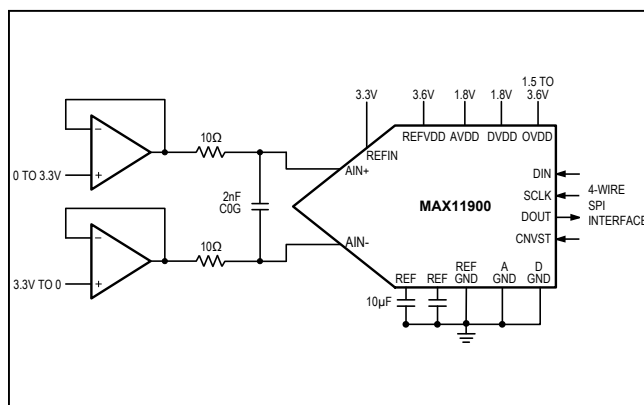 1.5 TO
3.3V 3.6V 1.8V 1.8V 3.6V
REFVDD AVDD DVDD OVDD
REFIN
−
10Ω
0 TO 3.3V
+
AIN+
DIN
2nF
C0G
MAX11900
SCLK
4-WIRE
SPI
INTERFACE
DOUT
CNVST
−
10Ω
AIN-
3.3V TO 0
+
REF REF REF
GND A
GND D
GND
10µF